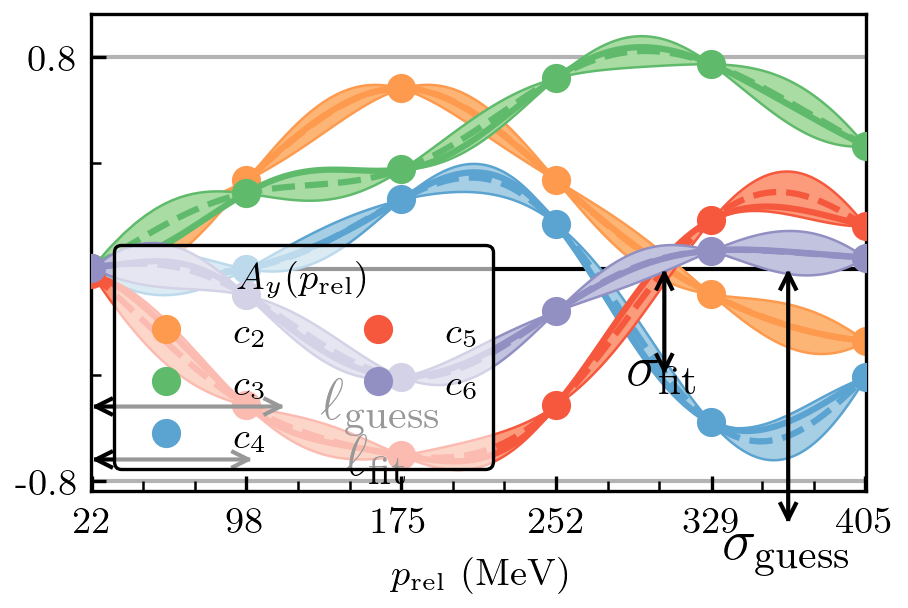 0.8
A_y(p_rel)
c_2 c_5
c_3 c_6
c_4
σ_fit
ℓ_guess
ℓ_fit
-0.8
22 98 175 252 329 405
σ_guess
p_rel (MeV)